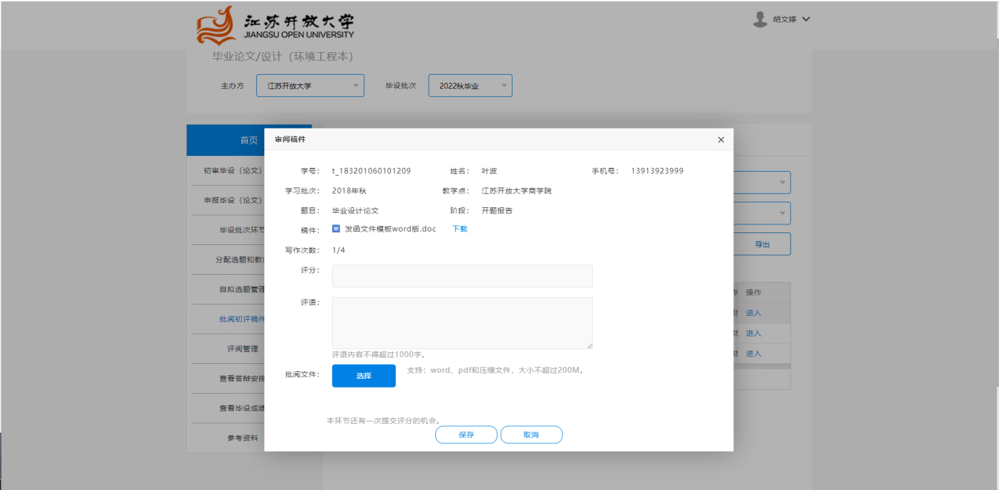 江苏开放大学
JIANGSU OPEN UNIVERSITY
胡文婷
毕业论文/设计（环境工程本）
主办方 江苏开放大学 毕设批次 2022秋毕业
首页
初审毕设（论文）
申报毕设（论文）
毕设批次环节
分配选题和教
自拟选题管理
批阅初评稿件
评阅管理
查看答辩安排
查看毕设成绩
参考资料
审阅稿件
学号： t_183201060101209 姓名： 叶波 手机号： 13913923999
学习批次： 2018年秋 教学点： 江苏开放大学商学院
题目： 毕业设计论文 阶段： 开题报告
稿件： W 发函文件模板word版.doc 下载
写作次数： 1/4
评分：
评语：
评语内容不得超过1000字。
批阅文件： 选择 支持：word、pdf和压缩文件，大小不超过200M。
本环节还有一次提交评分的机会。
保存 取消
导出
操作
进入
进入
进入